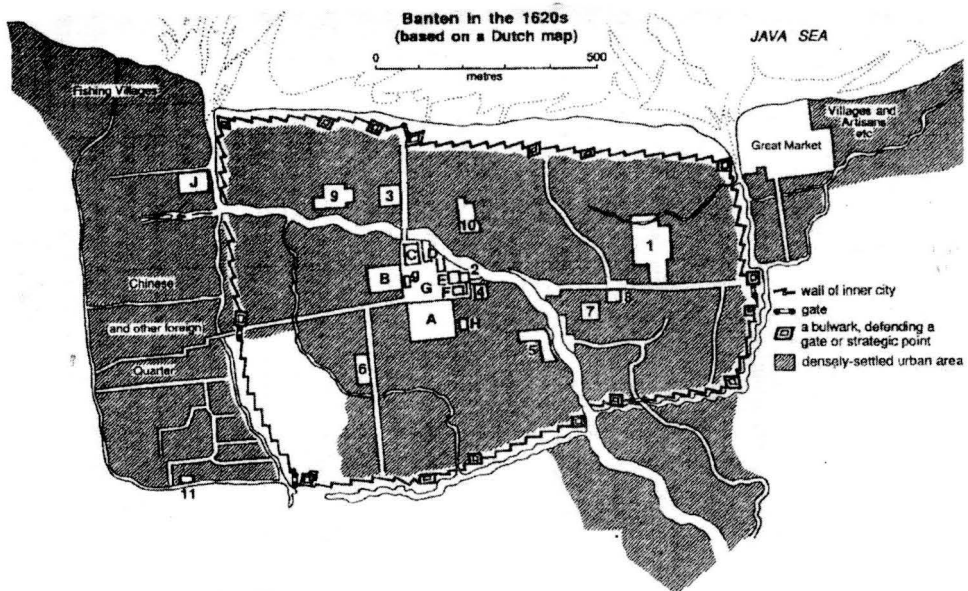 Banten in the 1620s
(based on a Dutch map)
JAVA SEA
0
500
metres
Fishing Villages
Villages and
Artisans
etc
Great Market
J
9
3
10
1
C
D
B
g
G
E
2
F
4
8
7
A
H
5
6
Chinese
and other foreign
Quarter
11
wall of inner city
gate
a bulwark, defending a
gate or strategic point
densely-settled urban area